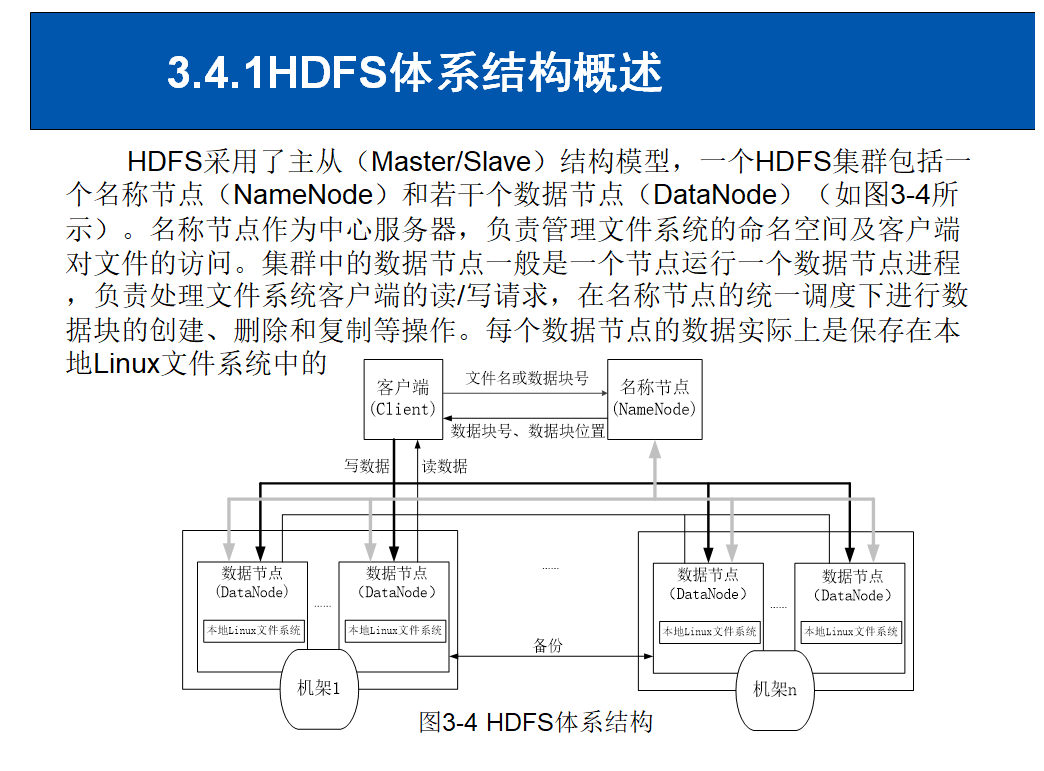 3.4.1HDFS体系结构概述
HDFS采用了主从（Master/Slave）结构模型，一个HDFS集群包括一
个名称节点（NameNode）和若干个数据节点（DataNode）（如图3-4所
示）。名称节点作为中心服务器，负责管理文件系统的命名空间及客户端
对文件的访问。集群中的数据节点一般是一个节点运行一个数据节点进程
，负责处理文件系统客户端的读/写请求，在名称节点的统一调度下进行数
据块的创建、删除和复制等操作。每个数据节点的数据实际上是保存在本
地Linux文件系统中的
客户端
(Client)
文件名或数据块号
名称节点
(NameNode)
数据块号、数据块位置
写数据
读数据
数据节点
(DataNode)
本地Linux文件系统
……
数据节点
（DataNode）
本地Linux文件系统
……
数据节点
（DataNode）
本地Linux文件系统
……
数据节点
（DataNode）
本地Linux文件系统
备份
机架1
机架n
图3-4 HDFS体系结构